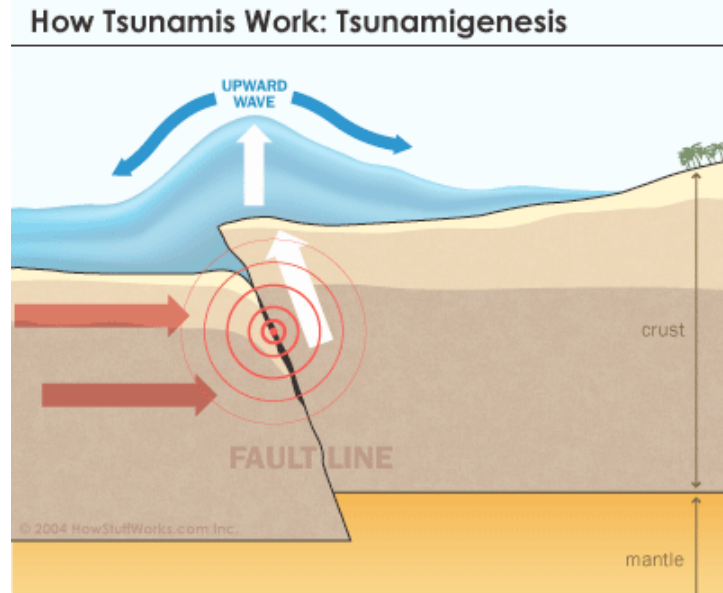 How Tsunamis Work: Tsunamigenesis
UPWARD
WAVE
crust
FAULT LINE
© 2004 HowStuffWorks.com Inc.
mantle